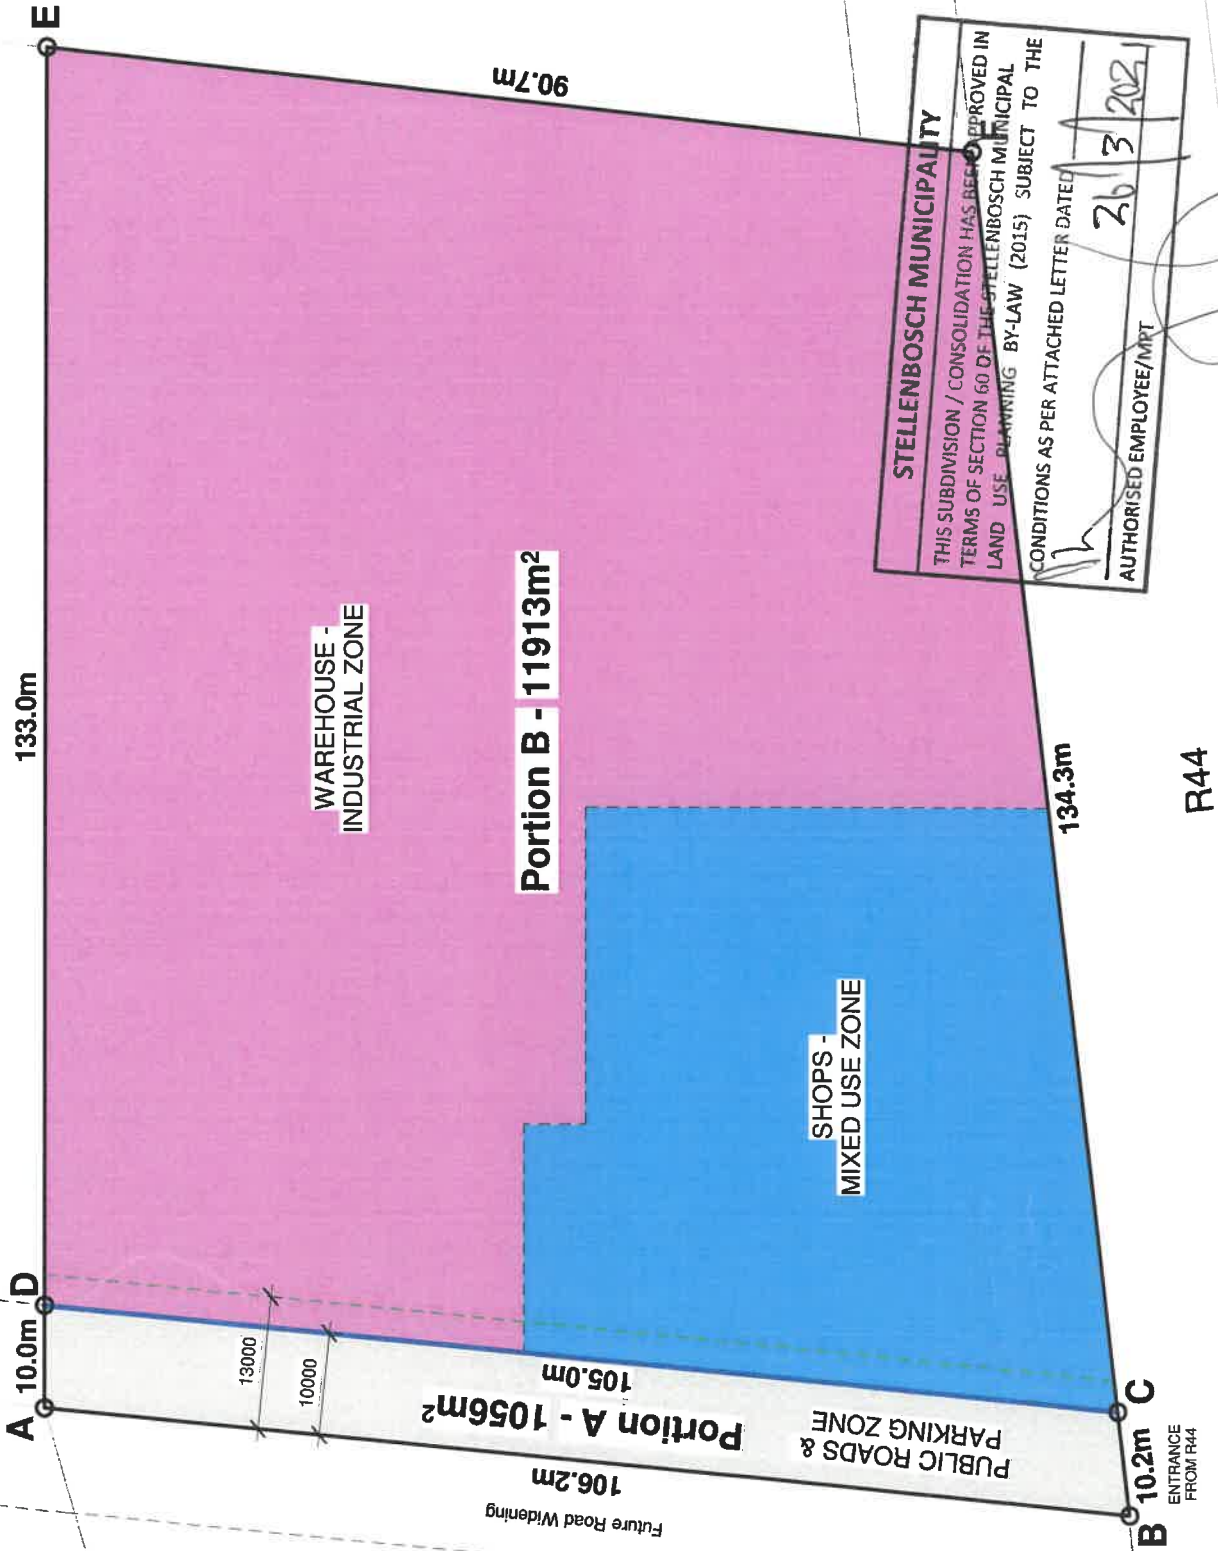 A
10.0m
D
133.0m
E
90.7m
F
134.3m
C
10.2m
B
106.2m
105.0m
13000
10000
Future Road Widening
Portion A - 1056m²
PUBLIC ROADS &
PARKING ZONE
WAREHOUSE -
INDUSTRIAL ZONE
Portion B - 11913m²
SHOPS -
MIXED USE ZONE
ENTRANCE
FROM R44
R44
STELLENBOSCH MUNICIPALITY
THIS SUBDIVISION / CONSOLIDATION HAS BEEN APPROVED IN
TERMS OF SECTION 60 OF THE STELLENBOSCH MUNICIPAL
LAND USE PLANNING BY-LAW (2015) SUBJECT TO THE
CONDITIONS AS PER ATTACHED LETTER DATED
26/3/2021
AUTHORISED EMPLOYEE/MPT